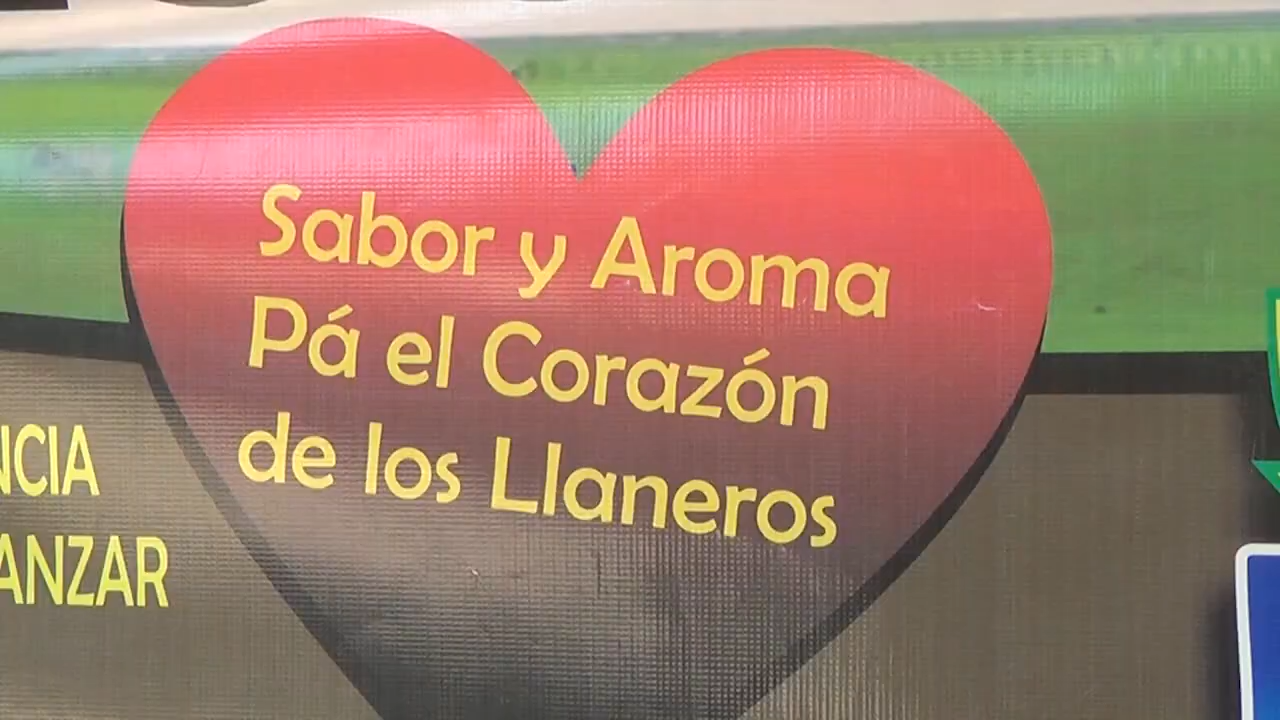 Sabor y Aroma
Pá el Corazón
de los Llaneros
NCIA
ANZAR